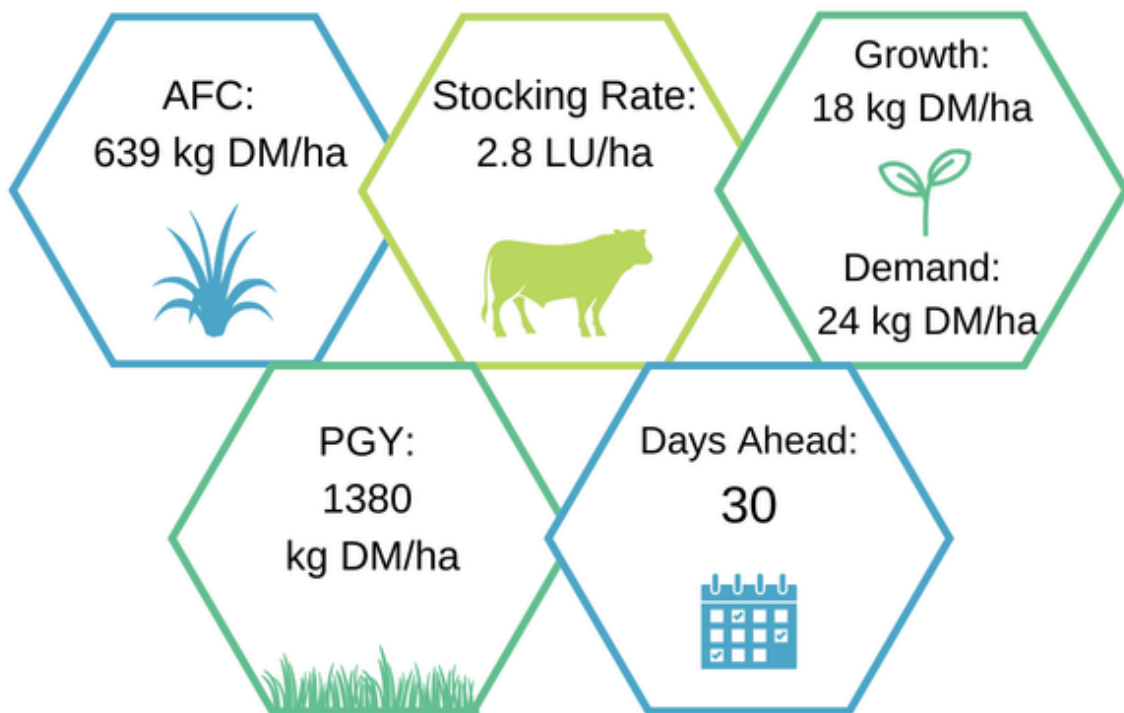 AFC:
639 kg DM/ha
Stocking Rate:
2.8 LU/ha
Growth:
18 kg DM/ha
Demand:
24 kg DM/ha
PGY:
1380
kg DM/ha
Days Ahead:
30